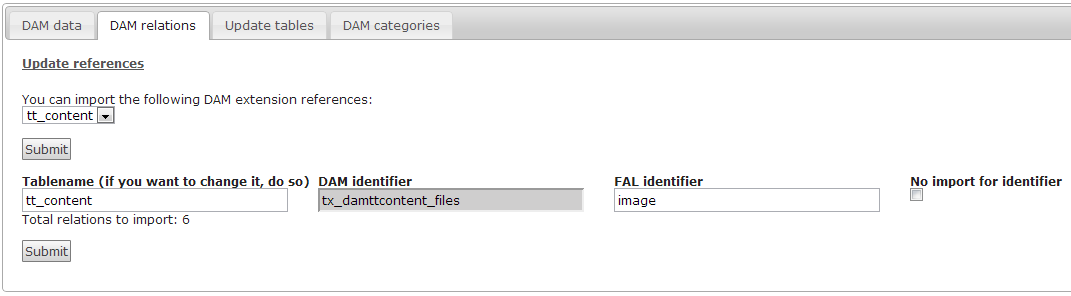 DAM data DAM relations Update tables DAM categories
Update references
You can import the following DAM extension references:
tt_content
Submit
Tablename (if you want to change it, do so) DAM identifier FAL identifier No import for identifier
tt_content tx_damttcontent_files image
Total relations to import: 6
Submit